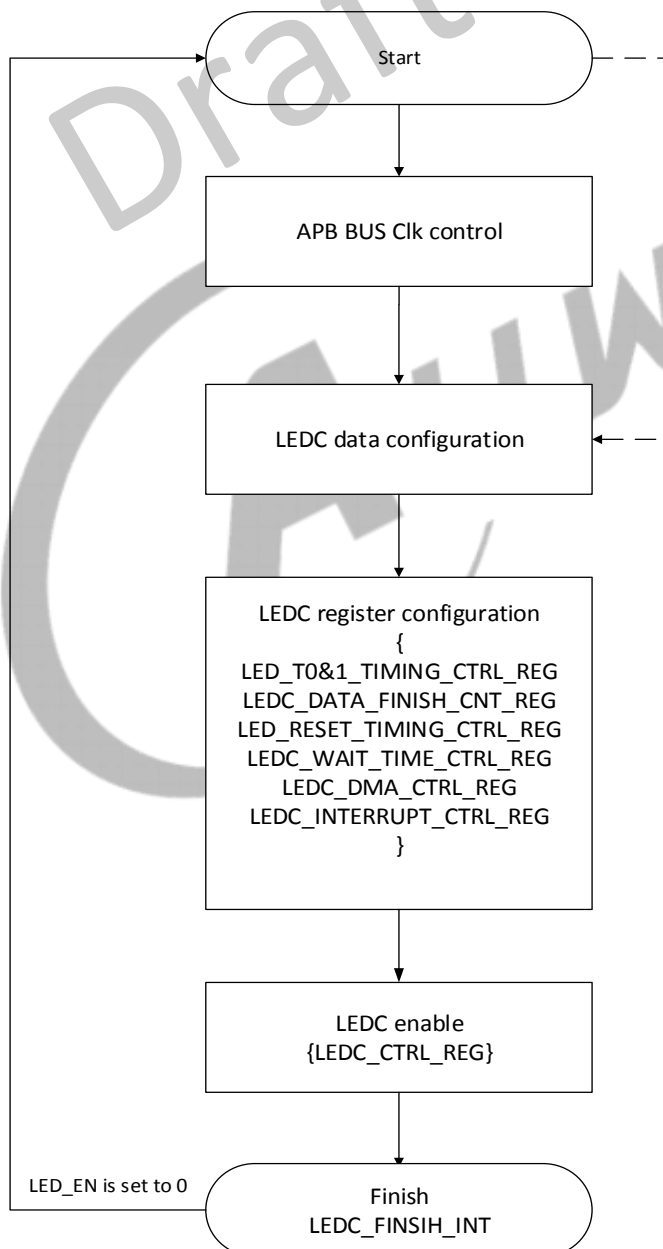 Draft
Start
APB BUS Clk control
LEDC data configuration
LEDC register configuration
{
LED_T0&1_TIMING_CTRL_REG
LEDC_DATA_FINISH_CNT_REG
LED_RESET_TIMING_CTRL_REG
LEDC_WAIT_TIME_CTRL_REG
LEDC_DMA_CTRL_REG
LEDC_INTERRUPT_CTRL_REG
}
LEDC enable
{LEDC_CTRL_REG}
LED_EN is set to 0
Finish
LEDC_FINSIH_INT